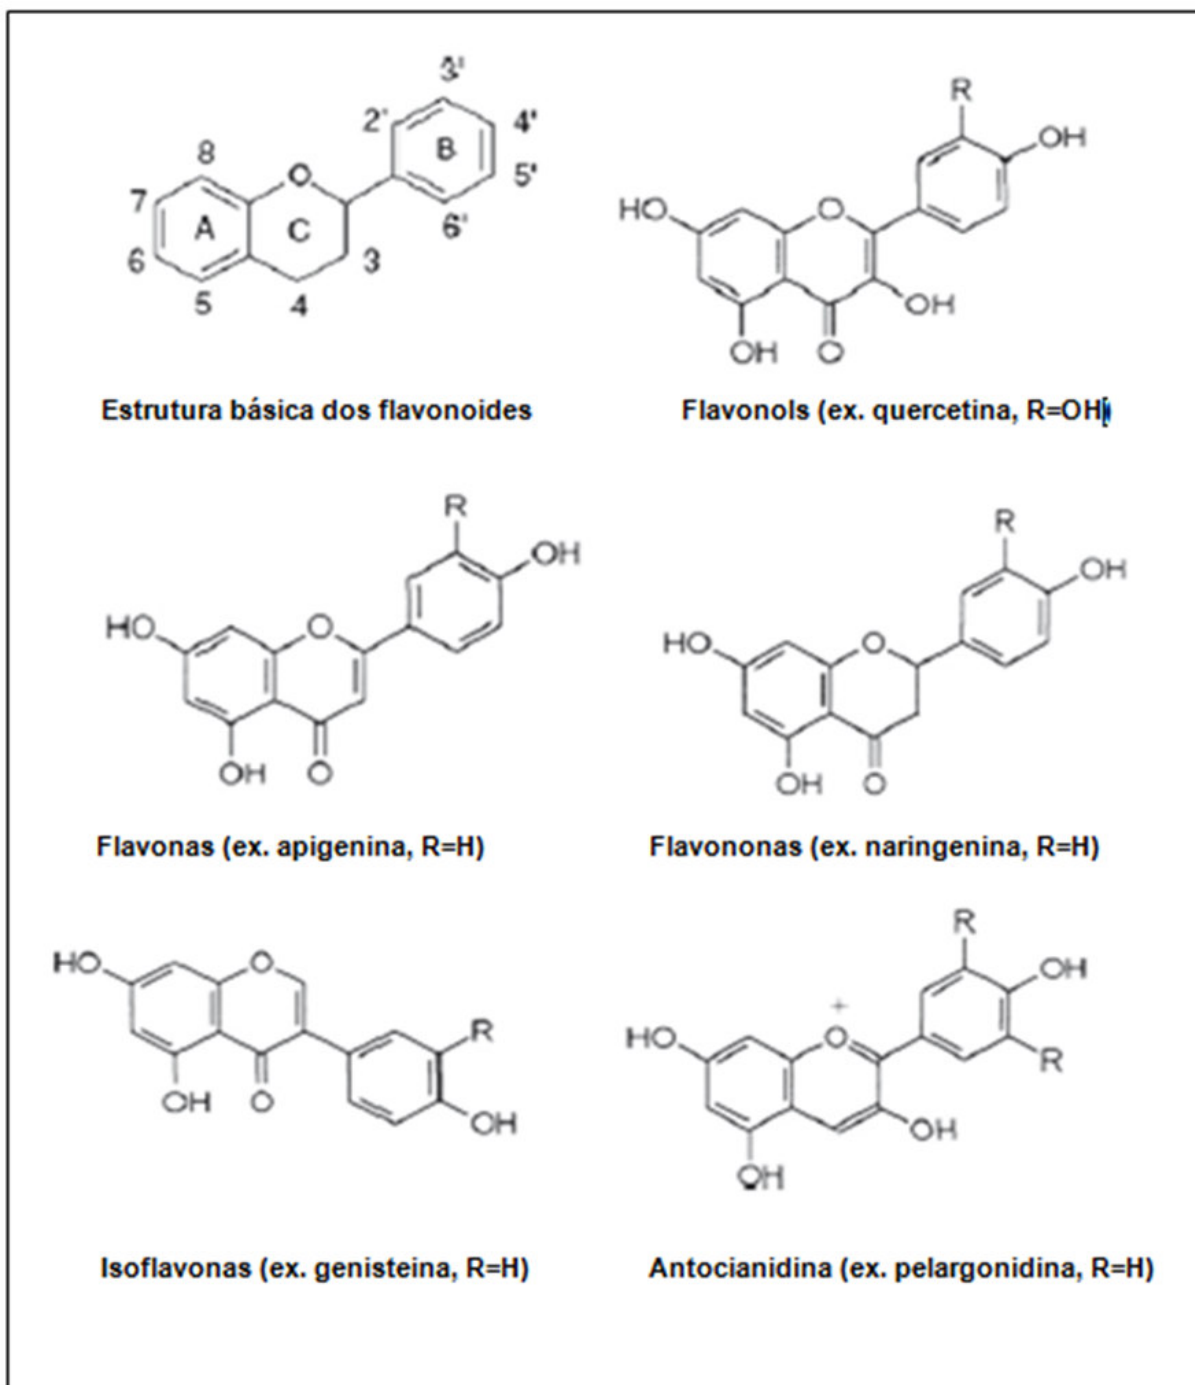 3'
2'
4'
B
8
O
5'
7
A
C
6'
6
3
5
4
Estrutura básica dos flavonoides
R
OH
HO
O
OH
OH
O
Flavonols (ex. quercetina, R=OH[
R
OH
HO
O
OH
O
Flavonas (ex. apigenina, R=H)
R
OH
HO
O
OH
O
Flavononas (ex. naringenina, R=H)
HO
O
R
OH
O
OH
Isoflavonas (ex. genisteina, R=H)
R
OH
+
HO
O
R
OH
OH
Antocianidina (ex. pelargonidina, R=H)